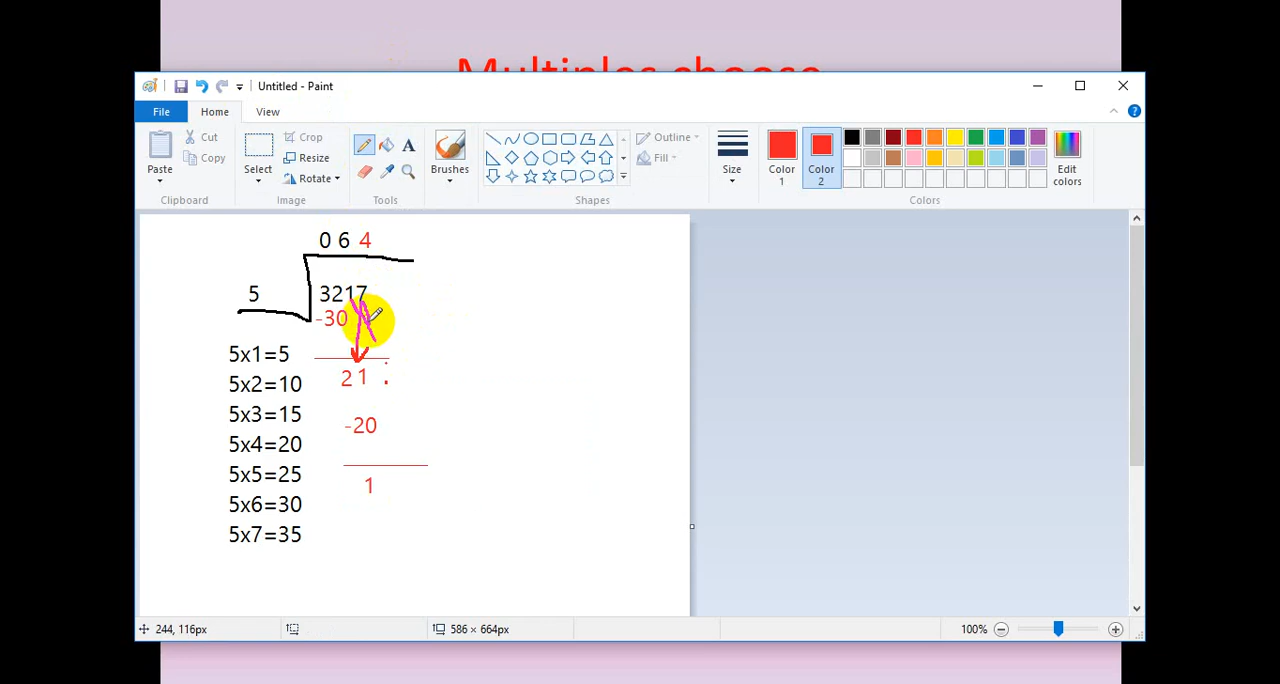 Multiples choose
Untitled - Paint
File Home View
Paste
Cut
Copy
Clipboard
Select
Crop
Resize
Rotate
Image
A
Tools
Brushes
Outline
Fill
Shapes
Size
Color 1
Color 2
Edit colors
Colors
0 6 4
5 3217
-30
5x1=5
21
5x2=10
5x3=15
-20
5x4=20
5x5=25
1
5x6=30
5x7=35
244, 116px
586 × 664px
100%